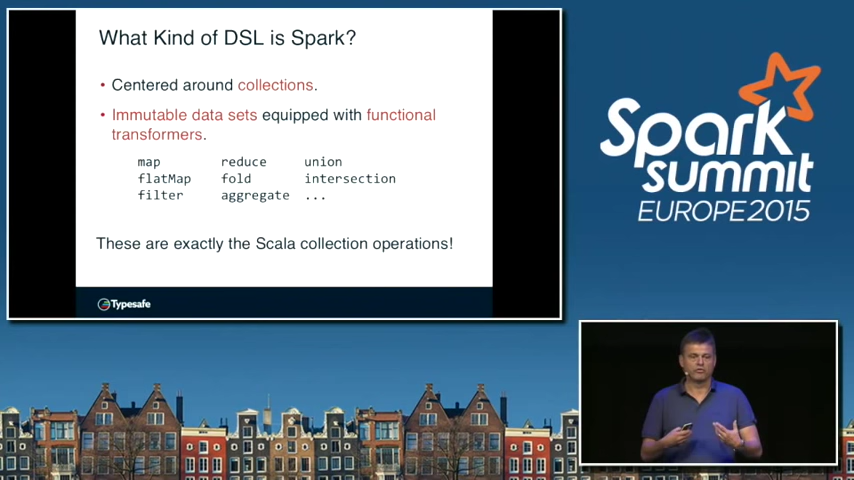 What Kind of DSL is Spark?
• Centered around collections.
• Immutable data sets equipped with functional
transformers.
map reduce union
flatMap fold intersection
filter aggregate ...
These are exactly the Scala collection operations!
Typesafe
Spark
summit
EUROPE 2015